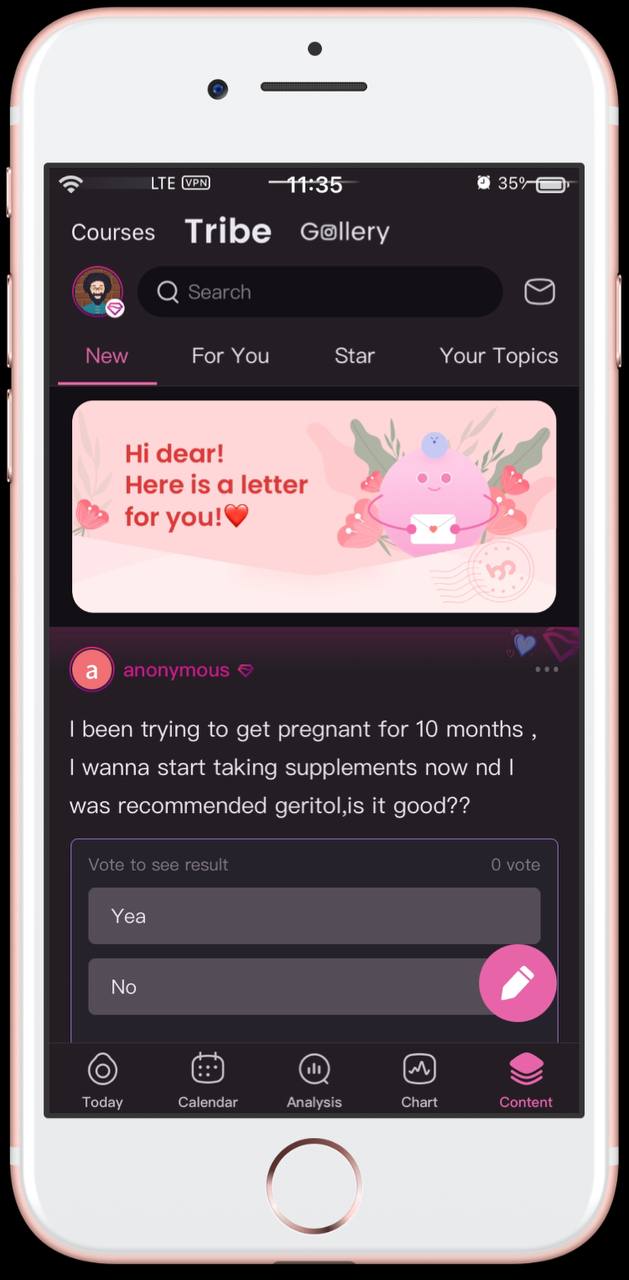 LTE VPN
11:35
35%
Courses Tribe Gallery
Search
New For You Star Your Topics
Hi dear!
Here is a letter
for you!❤️
a anonymous
I been trying to get pregnant for 10 months ,
I wanna start taking supplements now nd I
was recommended geritol,is it good??
Vote to see result 0 vote
Yea
No
Today Calendar Analysis Chart Content